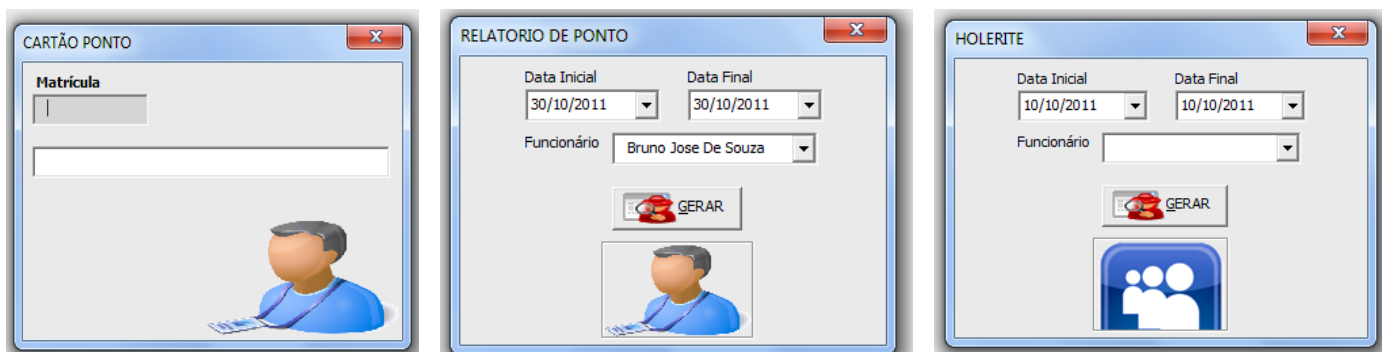 CARTÃO PONTO
Matrícula
RELATORIO DE PONTO
Data Inicial Data Final
30/10/2011 30/10/2011
Funcionário Bruno Jose De Souza
GERAR
HOLERITE
Data Inicial Data Final
10/10/2011 10/10/2011
Funcionário
GERAR